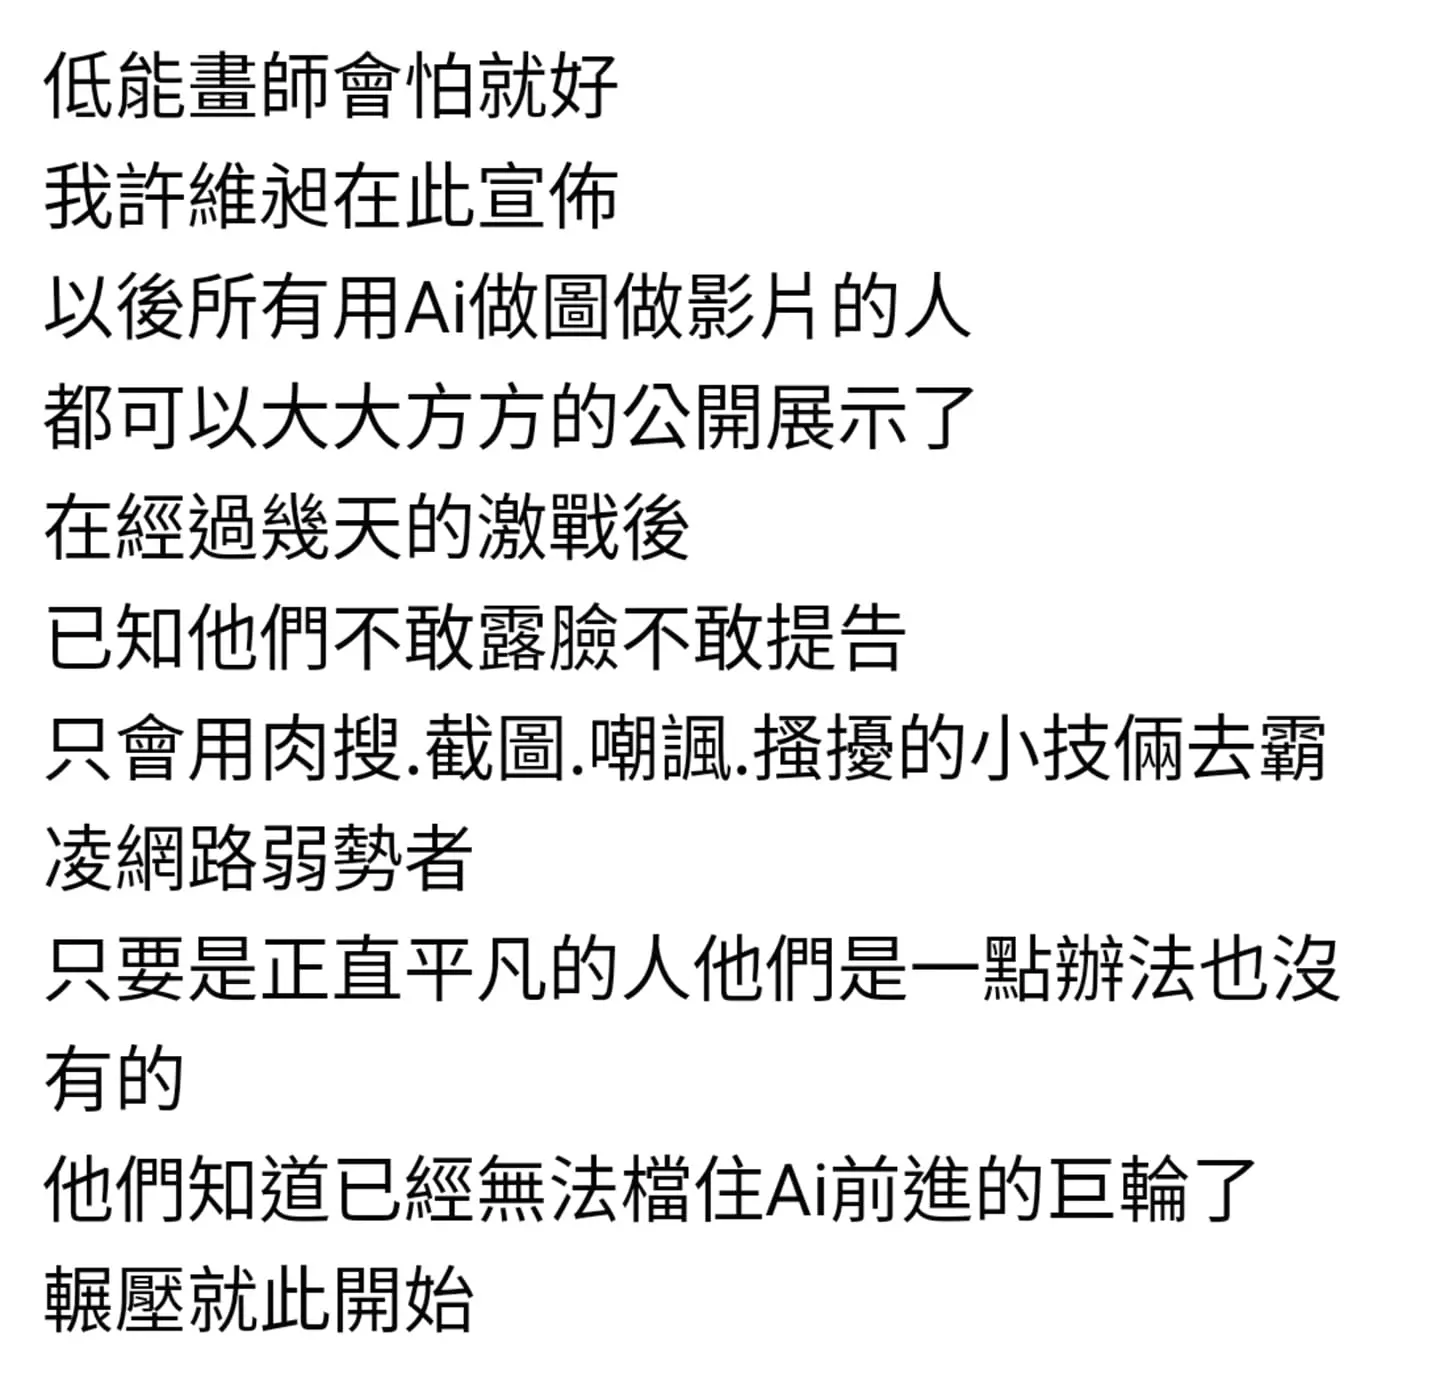 低能畫師會怕就好
我許維昶在此宣佈
以後所有用Ai做圖做影片的人
都可以大大方方的公開展示了
在經過幾天的激戰後
已知他們不敢露臉不敢提告
只會用肉搜.截圖.嘲諷.搔擾的小技倆去霸
凌網路弱勢者
只要是正直平凡的人他們是一點辦法也沒
有的
他們知道已經無法檔住Ai前進的巨輪了
輾壓就此開始